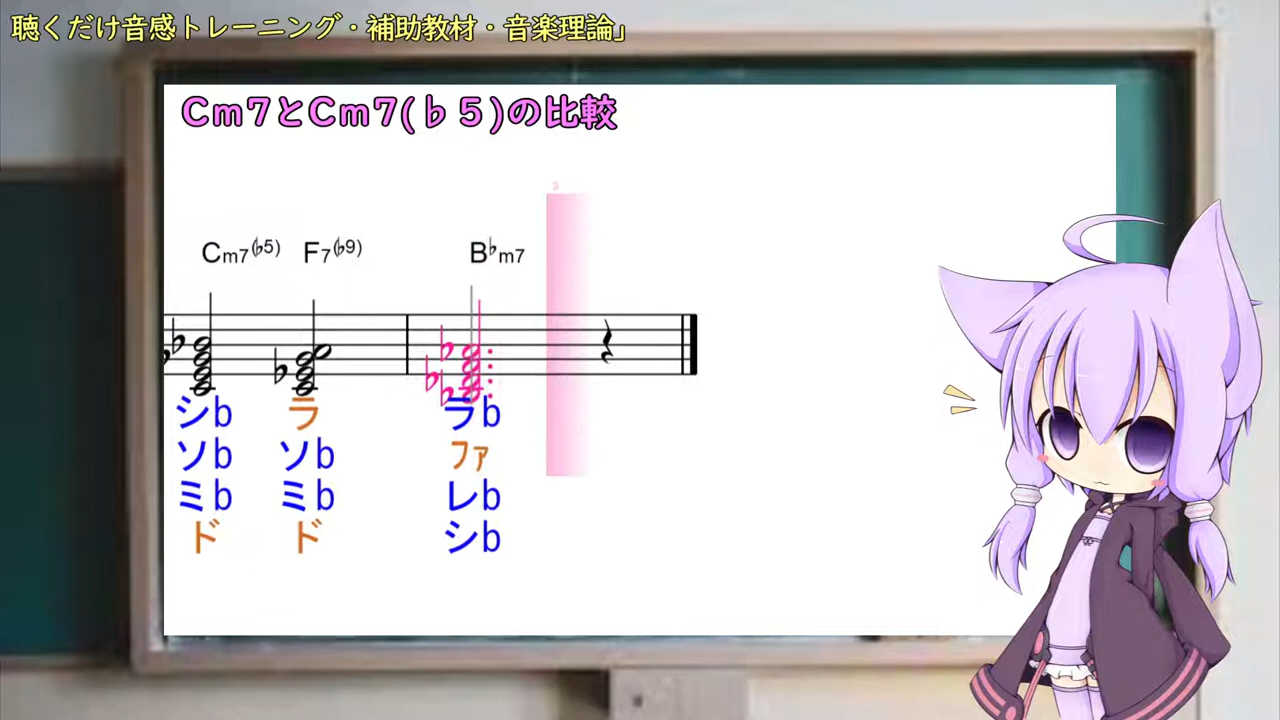 聴くだけ音感トレーニング・補助教材・音楽理論」
Cm7とCm7(♭5)の比較
3
Cm7(♭5) F7(♭9) B♭m7
シb ラ ラb
ソb ソb ファ
ミb ミb レb
ド ド シb